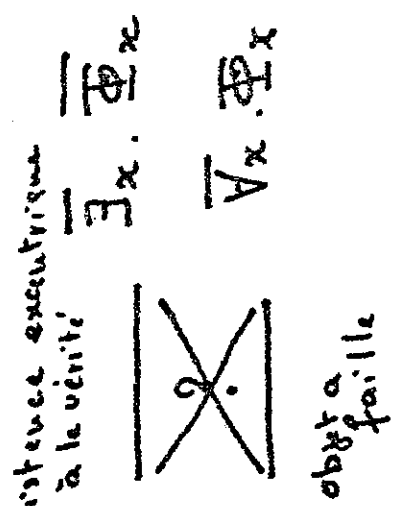 istence excentrique
à la vérité
∃̅x . Φ̅x
?
objet a
faille
∀̅x . Φx